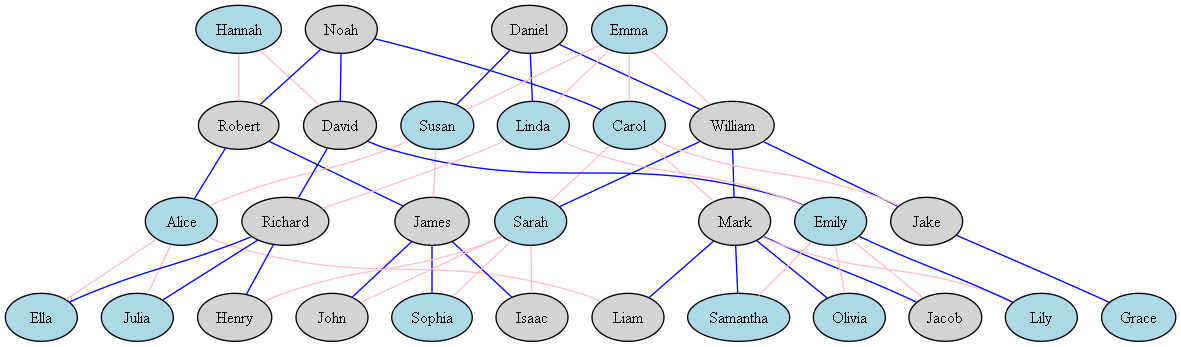 Hannah
Noah
Daniel
Emma
Robert
David
Susan
Linda
Carol
William
Alice
Richard
James
Sarah
Mark
Emily
Jake
Ella
Julia
Henry
John
Sophia
Isaac
Liam
Samantha
Olivia
Jacob
Lily
Grace